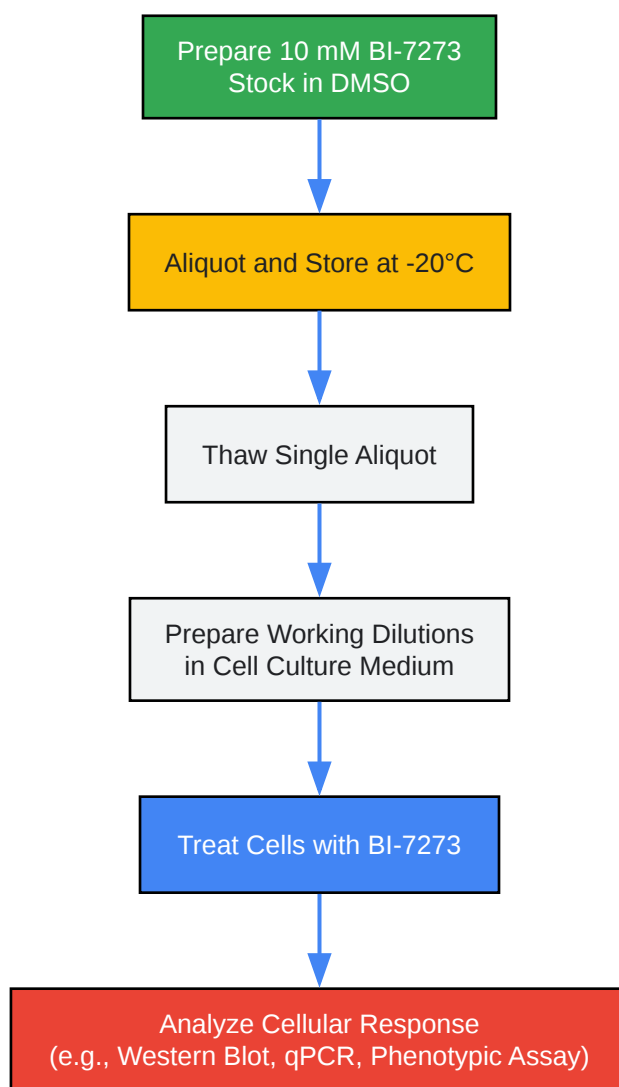 Prepare 10 mM BI-7273
Stock in DMSO
Aliquot and Store at -20°C
Thaw Single Aliquot
Prepare Working Dilutions
in Cell Culture Medium
Treat Cells with BI-7273
Analyze Cellular Response
(e.g., Western Blot, qPCR, Phenotypic Assay)